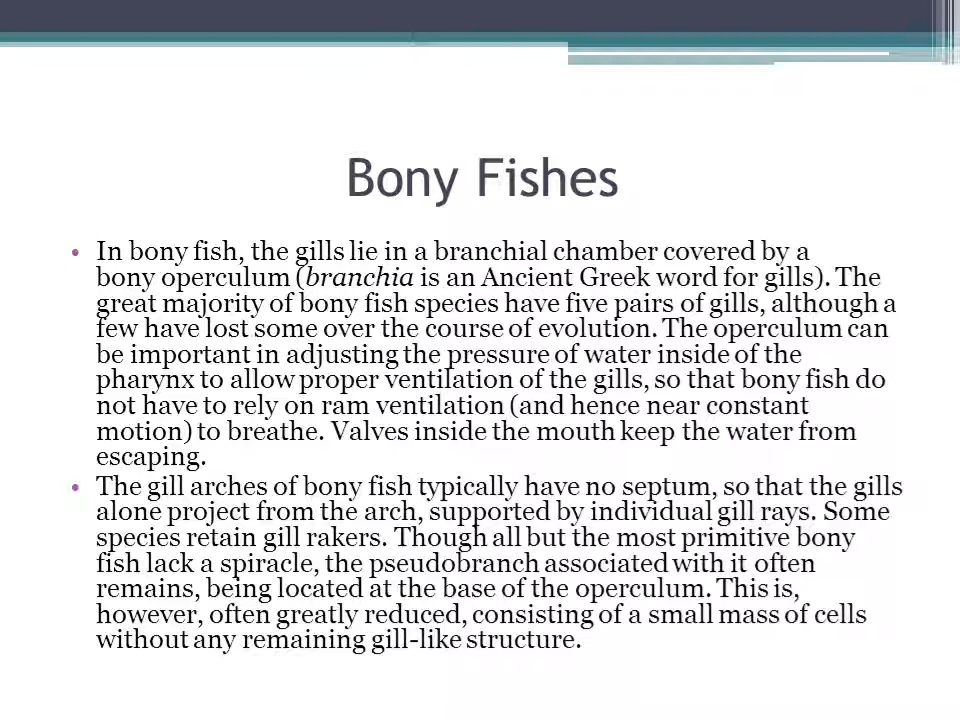 Bony Fishes
• In bony fish, the gills lie in a branchial chamber covered by a
bony operculum (branchia is an Ancient Greek word for gills). The
great majority of bony fish species have five pairs of gills, although a
few have lost some over the course of evolution. The operculum can
be important in adjusting the pressure of water inside of the
pharynx to allow proper ventilation of the gills, so that bony fish do
not have to rely on ram ventilation (and hence near constant
motion) to breathe. Valves inside the mouth keep the water from
escaping.
• The gill arches of bony fish typically have no septum, so that the gills
alone project from the arch, supported by individual gill rays. Some
species retain gill rakers. Though all but the most primitive bony
fish lack a spiracle, the pseudobranch associated with it often
remains, being located at the base of the operculum. This is,
however, often greatly reduced, consisting of a small mass of cells
without any remaining gill-like structure.